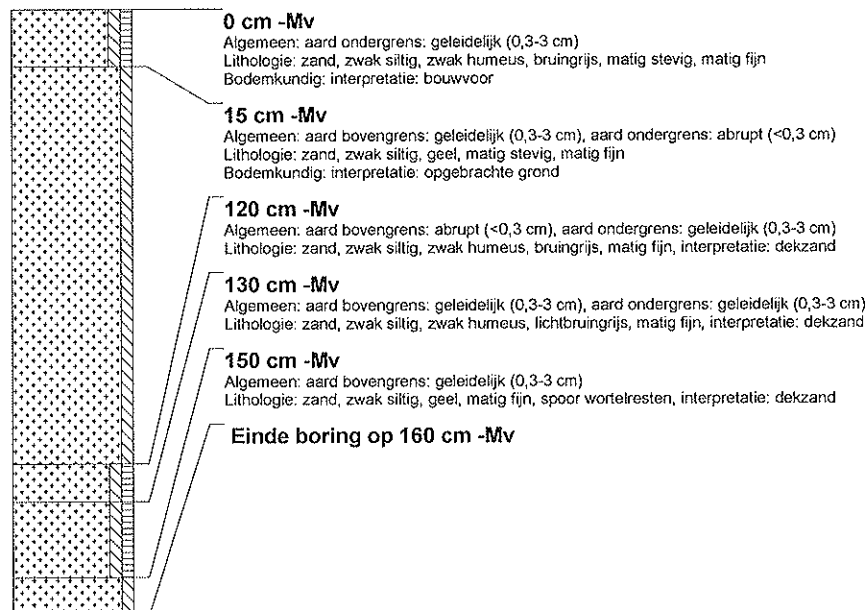 0 cm -Mv
Algemeen: aard ondergrens: geleidelijk (0,3-3 cm)
Lithologie: zand, zwak siltig, zwak humeus, bruingrijs, matig stevig, matig fijn
Bodemkundig: interpretatie: bouwvoor
15 cm -Mv
Algemeen: aard bovengrens: geleidelijk (0,3-3 cm), aard ondergrens: abrupt (<0,3 cm)
Lithologie: zand, zwak siltig, geel, matig stevig, matig fijn
Bodemkundig: interpretatie: opgebrachte grond
120 cm -Mv
Algemeen: aard bovengrens: abrupt (<0,3 cm), aard ondergrens: geleidelijk (0,3-3 cm)
Lithologie: zand, zwak siltig, zwak humeus, bruingrijs, matig fijn, interpretatie: dekzand
130 cm -Mv
Algemeen: aard bovengrens: geleidelijk (0,3-3 cm), aard ondergrens: geleidelijk (0,3-3 cm)
Lithologie: zand, zwak siltig, zwak humeus, lichtbruingrijs, matig fijn, interpretatie: dekzand
150 cm -Mv
Algemeen: aard bovengrens: geleidelijk (0,3-3 cm)
Lithologie: zand, zwak siltig, geel, matig fijn, spoor wortelresten, interpretatie: dekzand
Einde boring op 160 cm -Mv